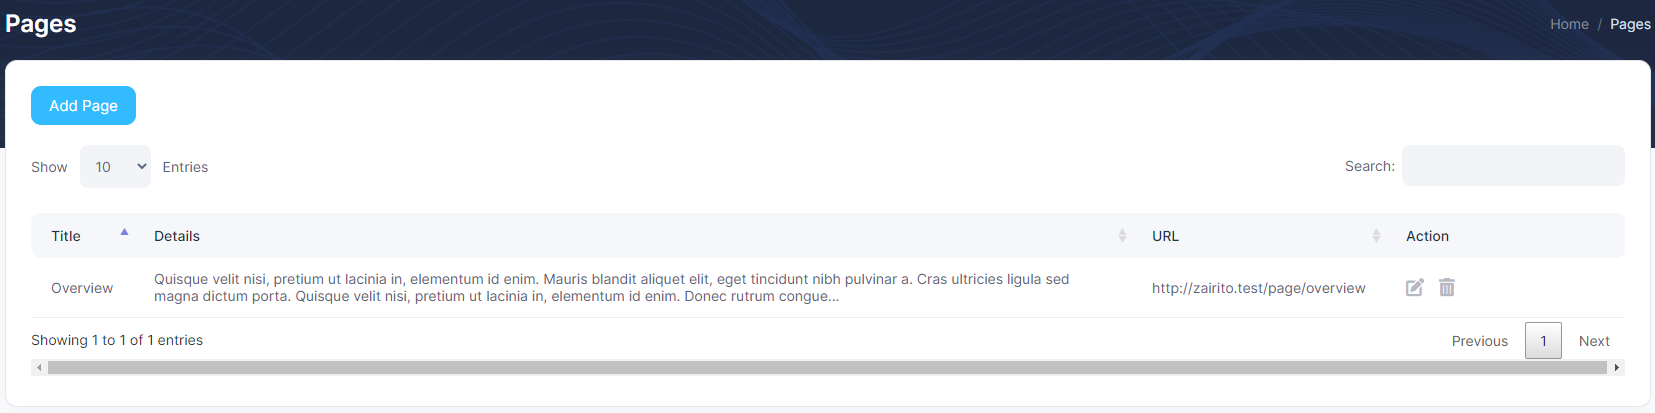 Pages
Home / Pages
Add Page
Show 10 Entries
Search:
Title Details URL Action
Overview
Quisque velit nisi, pretium ut lacinia in, elementum id enim. Mauris blandit aliquet elit, eget tincidunt nibh pulvinar a. Cras ultricies ligula sed
magna dictum porta. Quisque velit nisi, pretium ut lacinia in, elementum id enim. Donec rutrum congue...
http://zairito.test/page/overview
Showing 1 to 1 of 1 entries
Previous 1 Next